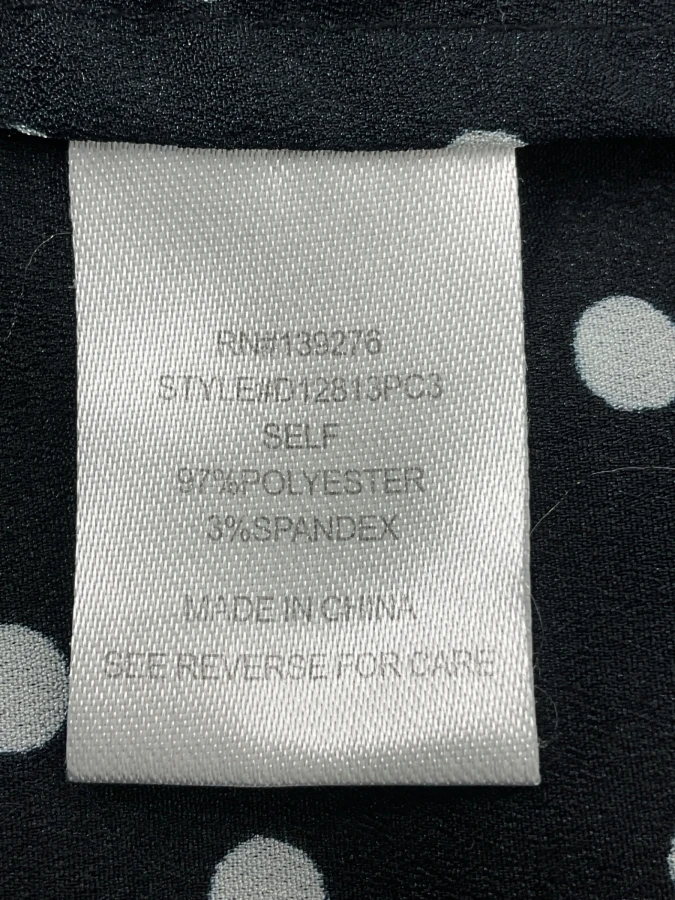 RN#139276
STYLE#D12813PC3
SELF
97%POLYESTER
3%SPANDEX
MADE IN CHINA
SEE REVERSE FOR CARE